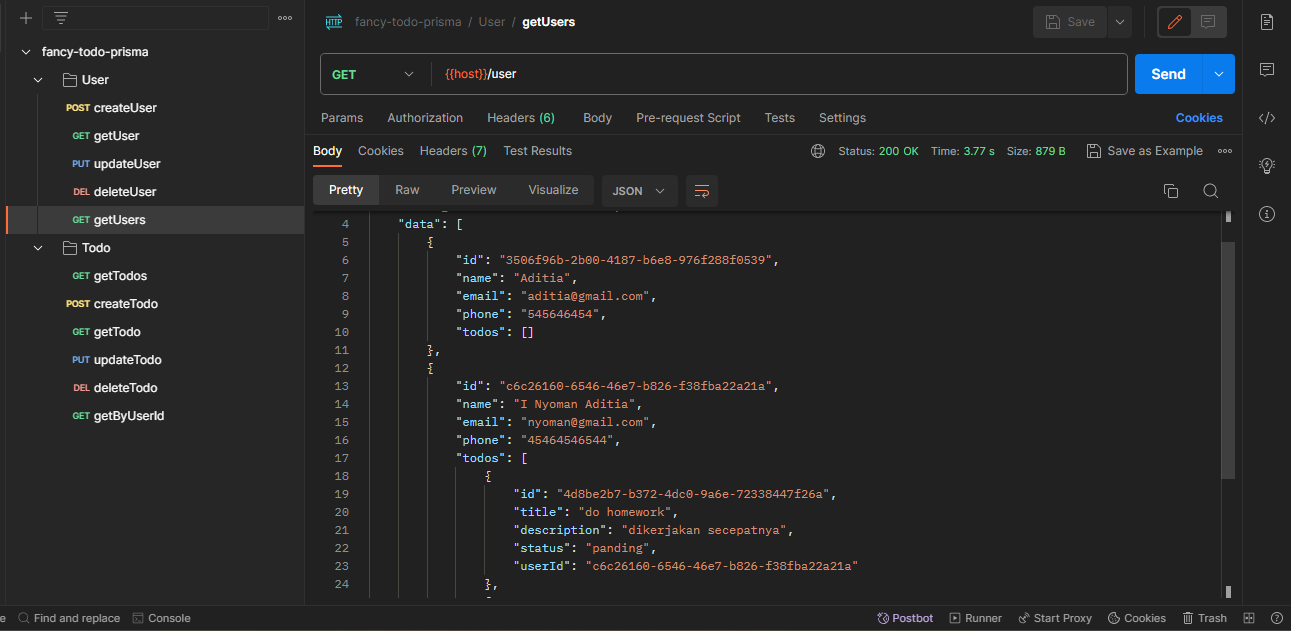 fancy-todo-prisma
User
POST createUser
GET getUser
PUT updateUser
DEL deleteUser
GET getUsers
Todo
GET getTodos
POST createTodo
GET getTodo
PUT updateTodo
DEL deleteTodo
GET getByUserId
HTTP fancy-todo-prisma / User / getUsers
Save
GET {{host}}/user
Send
Params Authorization Headers (6) Body Pre-request Script Tests Settings Cookies
Body Cookies Headers (7) Test Results Status: 200 OK Time: 3.77 s Size: 879 B Save as Example
Pretty Raw Preview Visualize JSON
4 "data": [
5 {
6 "id": "3506f96b-2b00-4187-b6e8-976f288f0539",
7 "name": "Aditia",
8 "email": "aditia@gmail.com",
9 "phone": "545646454",
10 "todos": []
11 },
12 {
13 "id": "c6c26160-6546-46e7-b826-f38fba22a21a",
14 "name": "I Nyoman Aditia",
15 "email": "nyoman@gmail.com",
16 "phone": "45464546544",
17 "todos": [
18 {
19 "id": "4d8be2b7-b372-4dc0-9a6e-72338447f26a",
20 "title": "do homework",
21 "description": "dikerjakan secepatnya",
22 "status": "panding",
23 "userId": "c6c26160-6546-46e7-b826-f38fba22a21a"
24 },
e Find and replace Console Postbot Runner Start Proxy Cookies Trash